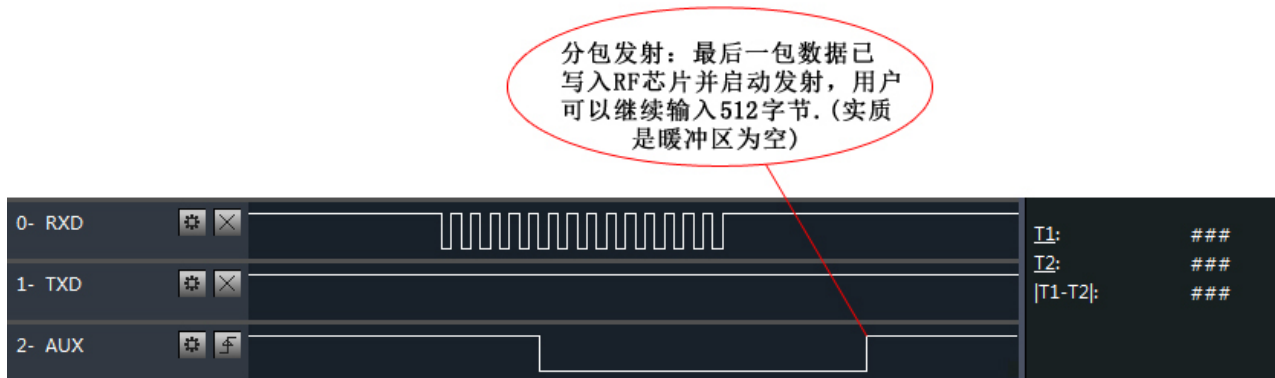 分包发射: 最后一包数据已
写入RF芯片并启动发射, 用户
可以继续输入512字节. (实质
是暖冲区为空)
0- RXD
T1: ###
1- TXD
T2: ###
|T1-T2|: ###
2- AUX